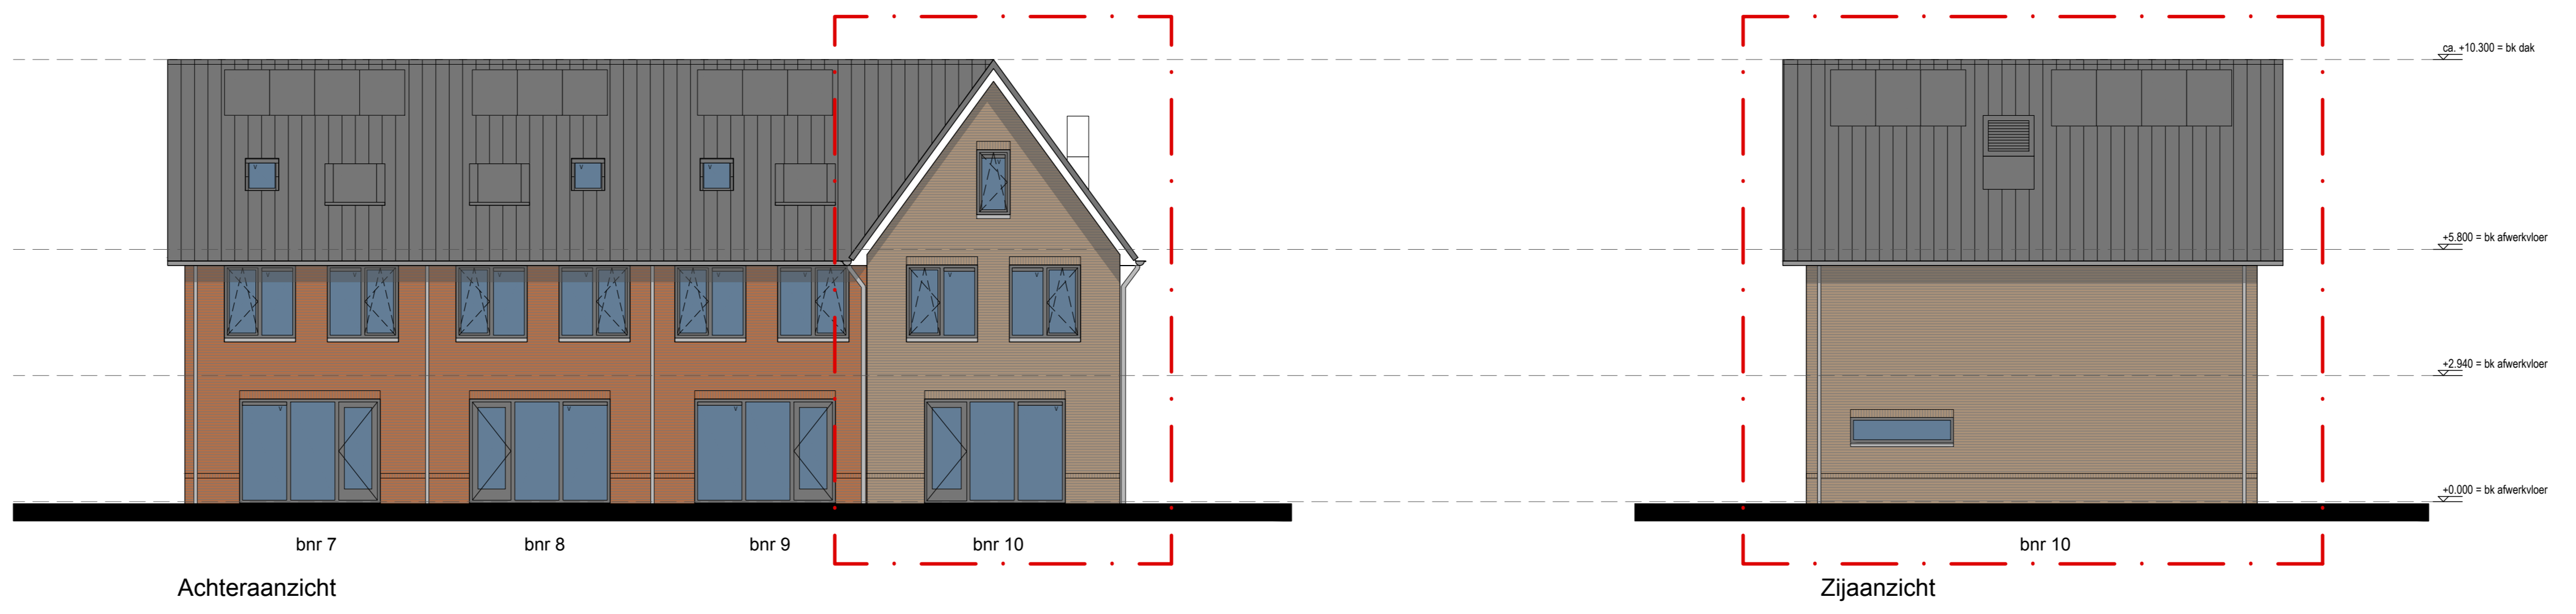 ca. +10.300 = bk dak
+5.800 = bk afwerkvloer
+2.940 = bk afwerkvloer
+0.000 = bk afwerkvloer
bnr 7 bnr 8 bnr 9 bnr 10 bnr 10
Achteraanzicht Zijaanzicht